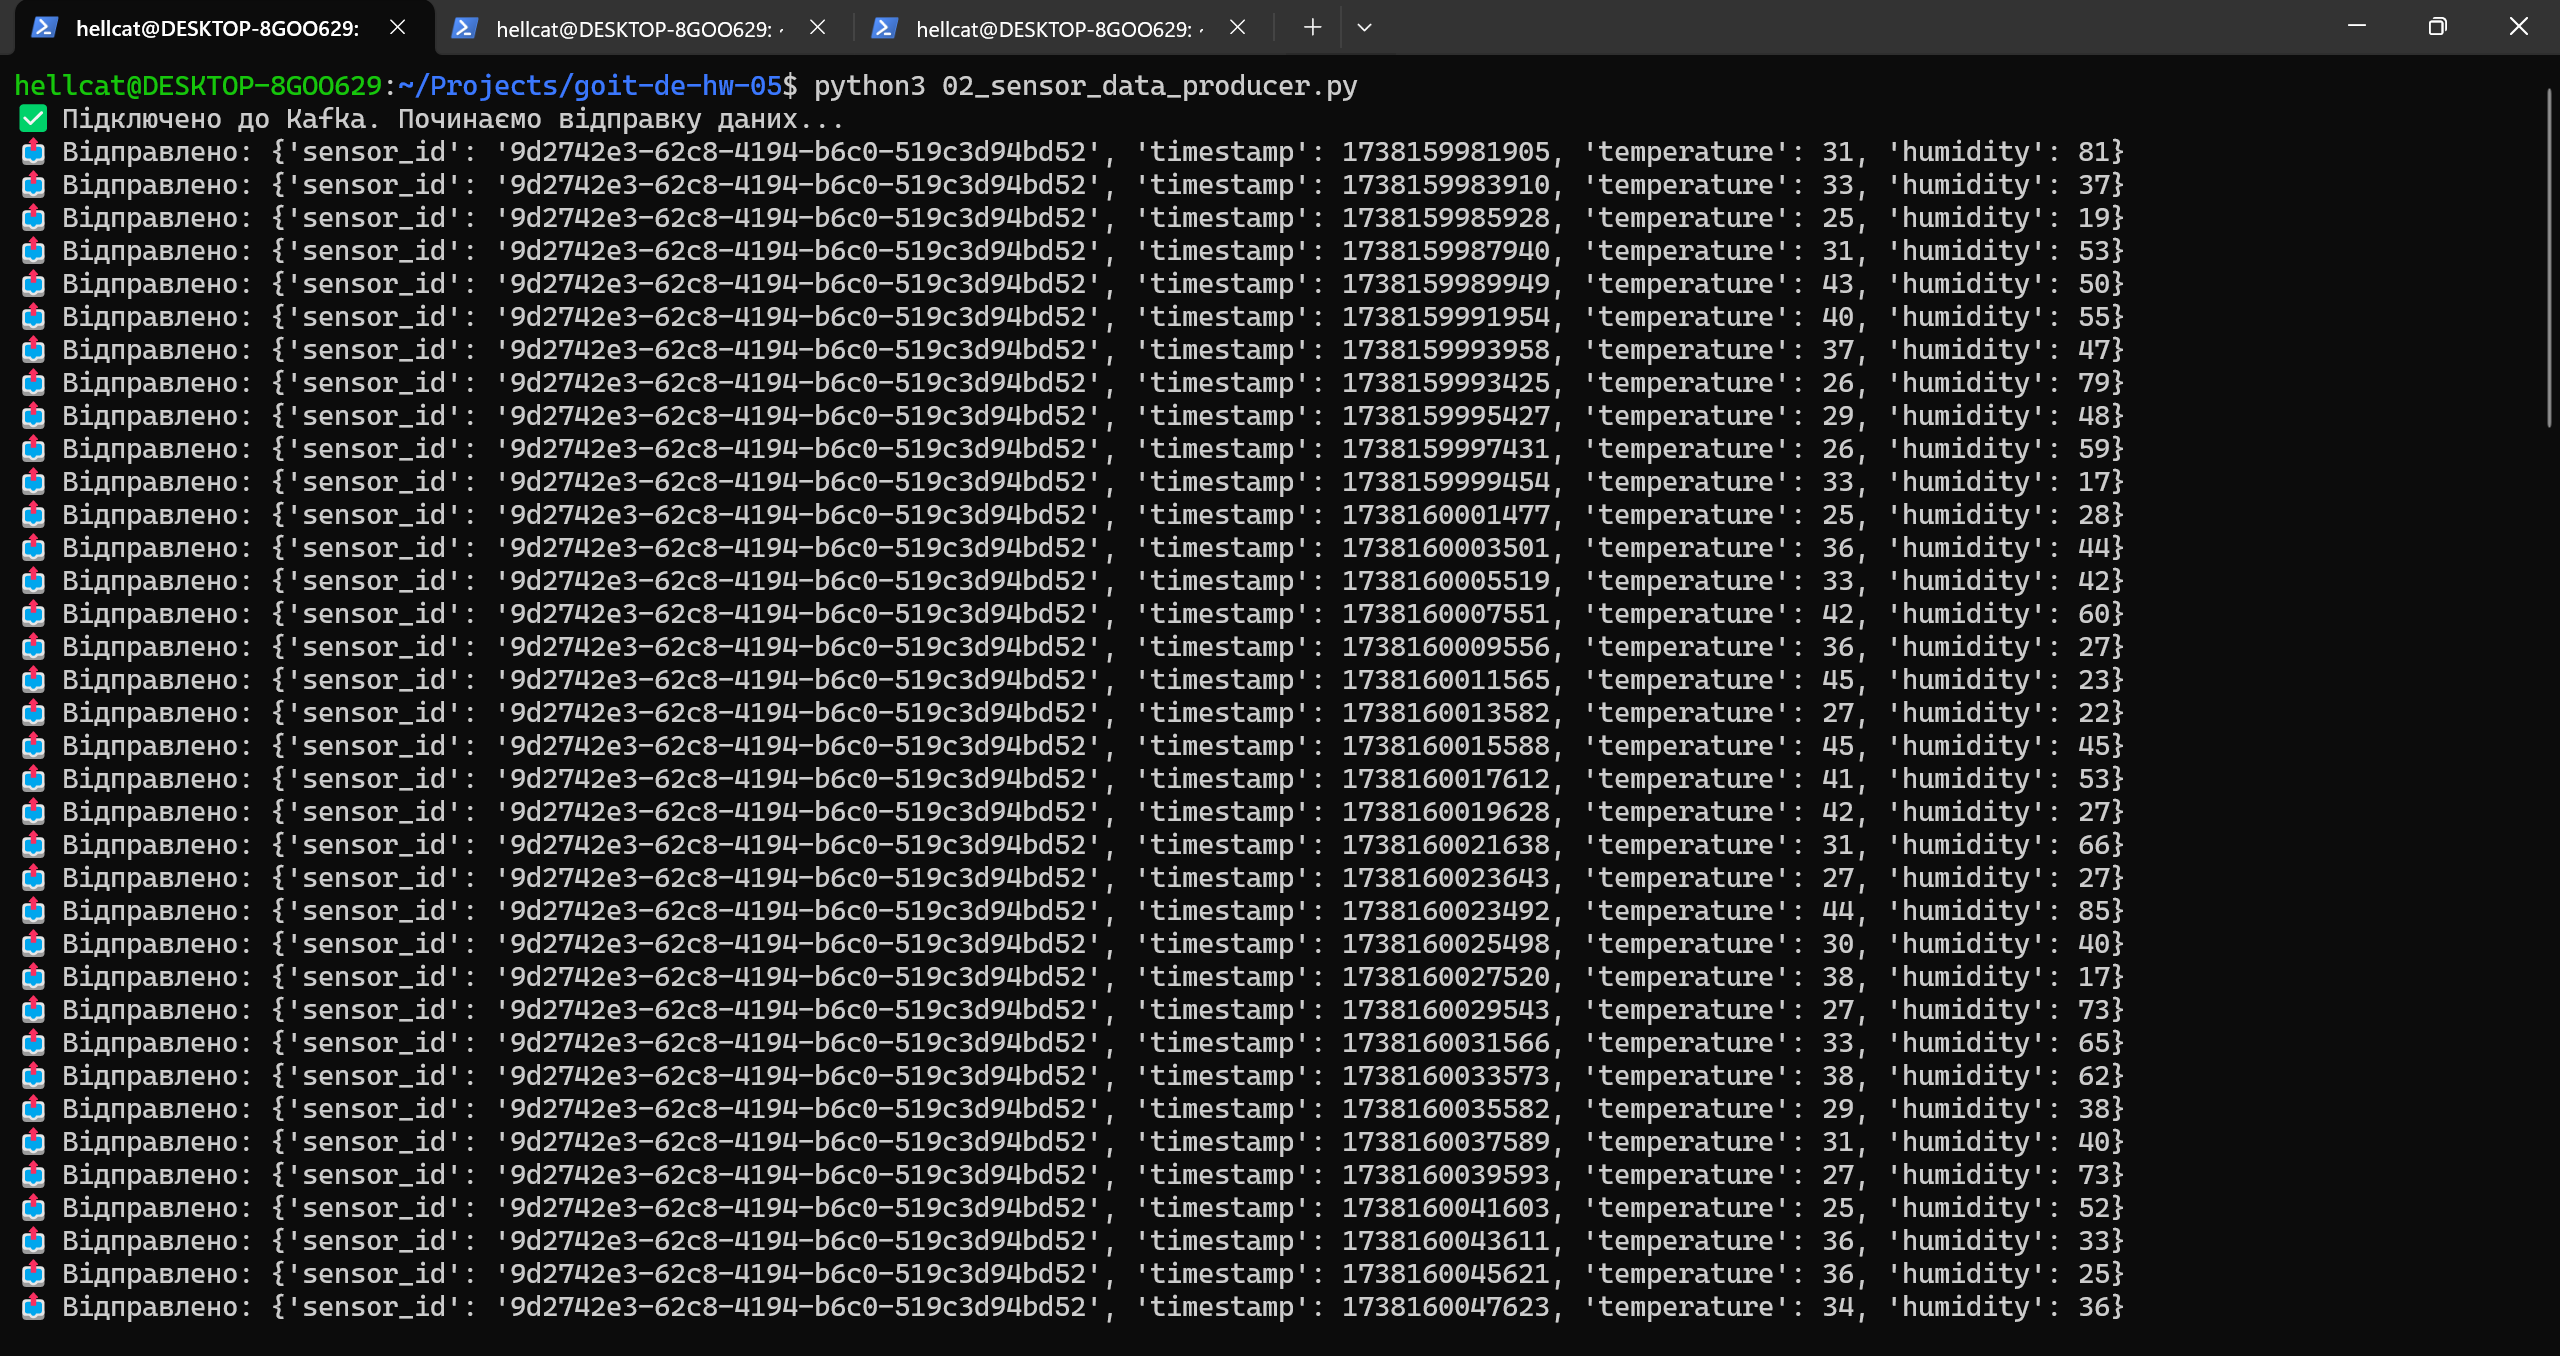 hellcat@DESKTOP-8GOO629: hellcat@DESKTOP-8GOO629: ~ hellcat@DESKTOP-8GOO629: ~
hellcat@DESKTOP-8GOO629:~/Projects/goit-de-hw-05$ python3 02_sensor_data_producer.py
✅ Підключено до Kafka. Починаємо відправку даних...
📤 Відправлено: {'sensor_id': '9d2742e3-62c8-4194-b6c0-519c3d94bd52', 'timestamp': 1738159981905, 'temperature': 31, 'humidity': 81}
📤 Відправлено: {'sensor_id': '9d2742e3-62c8-4194-b6c0-519c3d94bd52', 'timestamp': 1738159983910, 'temperature': 33, 'humidity': 37}
📤 Відправлено: {'sensor_id': '9d2742e3-62c8-4194-b6c0-519c3d94bd52', 'timestamp': 1738159985928, 'temperature': 25, 'humidity': 19}
📤 Відправлено: {'sensor_id': '9d2742e3-62c8-4194-b6c0-519c3d94bd52', 'timestamp': 1738159987940, 'temperature': 31, 'humidity': 53}
📤 Відправлено: {'sensor_id': '9d2742e3-62c8-4194-b6c0-519c3d94bd52', 'timestamp': 1738159989949, 'temperature': 43, 'humidity': 50}
📤 Відправлено: {'sensor_id': '9d2742e3-62c8-4194-b6c0-519c3d94bd52', 'timestamp': 1738159991954, 'temperature': 40, 'humidity': 55}
📤 Відправлено: {'sensor_id': '9d2742e3-62c8-4194-b6c0-519c3d94bd52', 'timestamp': 1738159993958, 'temperature': 37, 'humidity': 47}
📤 Відправлено: {'sensor_id': '9d2742e3-62c8-4194-b6c0-519c3d94bd52', 'timestamp': 1738159993425, 'temperature': 26, 'humidity': 79}
📤 Відправлено: {'sensor_id': '9d2742e3-62c8-4194-b6c0-519c3d94bd52', 'timestamp': 1738159995427, 'temperature': 29, 'humidity': 48}
📤 Відправлено: {'sensor_id': '9d2742e3-62c8-4194-b6c0-519c3d94bd52', 'timestamp': 1738159997431, 'temperature': 26, 'humidity': 59}
📤 Відправлено: {'sensor_id': '9d2742e3-62c8-4194-b6c0-519c3d94bd52', 'timestamp': 1738159999454, 'temperature': 33, 'humidity': 17}
📤 Відправлено: {'sensor_id': '9d2742e3-62c8-4194-b6c0-519c3d94bd52', 'timestamp': 1738160001477, 'temperature': 25, 'humidity': 28}
📤 Відправлено: {'sensor_id': '9d2742e3-62c8-4194-b6c0-519c3d94bd52', 'timestamp': 1738160003501, 'temperature': 36, 'humidity': 44}
📤 Відправлено: {'sensor_id': '9d2742e3-62c8-4194-b6c0-519c3d94bd52', 'timestamp': 1738160005519, 'temperature': 33, 'humidity': 42}
📤 Відправлено: {'sensor_id': '9d2742e3-62c8-4194-b6c0-519c3d94bd52', 'timestamp': 1738160007551, 'temperature': 42, 'humidity': 60}
📤 Відправлено: {'sensor_id': '9d2742e3-62c8-4194-b6c0-519c3d94bd52', 'timestamp': 1738160009556, 'temperature': 36, 'humidity': 27}
📤 Відправлено: {'sensor_id': '9d2742e3-62c8-4194-b6c0-519c3d94bd52', 'timestamp': 1738160011565, 'temperature': 45, 'humidity': 23}
📤 Відправлено: {'sensor_id': '9d2742e3-62c8-4194-b6c0-519c3d94bd52', 'timestamp': 1738160013582, 'temperature': 27, 'humidity': 22}
📤 Відправлено: {'sensor_id': '9d2742e3-62c8-4194-b6c0-519c3d94bd52', 'timestamp': 1738160015588, 'temperature': 45, 'humidity': 45}
📤 Відправлено: {'sensor_id': '9d2742e3-62c8-4194-b6c0-519c3d94bd52', 'timestamp': 1738160017612, 'temperature': 41, 'humidity': 53}
📤 Відправлено: {'sensor_id': '9d2742e3-62c8-4194-b6c0-519c3d94bd52', 'timestamp': 1738160019628, 'temperature': 42, 'humidity': 27}
📤 Відправлено: {'sensor_id': '9d2742e3-62c8-4194-b6c0-519c3d94bd52', 'timestamp': 1738160021638, 'temperature': 31, 'humidity': 66}
📤 Відправлено: {'sensor_id': '9d2742e3-62c8-4194-b6c0-519c3d94bd52', 'timestamp': 1738160023643, 'temperature': 27, 'humidity': 27}
📤 Відправлено: {'sensor_id': '9d2742e3-62c8-4194-b6c0-519c3d94bd52', 'timestamp': 1738160023492, 'temperature': 44, 'humidity': 85}
📤 Відправлено: {'sensor_id': '9d2742e3-62c8-4194-b6c0-519c3d94bd52', 'timestamp': 1738160025498, 'temperature': 30, 'humidity': 40}
📤 Відправлено: {'sensor_id': '9d2742e3-62c8-4194-b6c0-519c3d94bd52', 'timestamp': 1738160027520, 'temperature': 38, 'humidity': 17}
📤 Відправлено: {'sensor_id': '9d2742e3-62c8-4194-b6c0-519c3d94bd52', 'timestamp': 1738160029543, 'temperature': 27, 'humidity': 73}
📤 Відправлено: {'sensor_id': '9d2742e3-62c8-4194-b6c0-519c3d94bd52', 'timestamp': 1738160031566, 'temperature': 33, 'humidity': 65}
📤 Відправлено: {'sensor_id': '9d2742e3-62c8-4194-b6c0-519c3d94bd52', 'timestamp': 1738160033573, 'temperature': 38, 'humidity': 62}
📤 Відправлено: {'sensor_id': '9d2742e3-62c8-4194-b6c0-519c3d94bd52', 'timestamp': 1738160035582, 'temperature': 29, 'humidity': 38}
📤 Відправлено: {'sensor_id': '9d2742e3-62c8-4194-b6c0-519c3d94bd52', 'timestamp': 1738160037589, 'temperature': 31, 'humidity': 40}
📤 Відправлено: {'sensor_id': '9d2742e3-62c8-4194-b6c0-519c3d94bd52', 'timestamp': 1738160039593, 'temperature': 27, 'humidity': 73}
📤 Відправлено: {'sensor_id': '9d2742e3-62c8-4194-b6c0-519c3d94bd52', 'timestamp': 1738160041603, 'temperature': 25, 'humidity': 52}
📤 Відправлено: {'sensor_id': '9d2742e3-62c8-4194-b6c0-519c3d94bd52', 'timestamp': 1738160043611, 'temperature': 36, 'humidity': 33}
📤 Відправлено: {'sensor_id': '9d2742e3-62c8-4194-b6c0-519c3d94bd52', 'timestamp': 1738160045621, 'temperature': 36, 'humidity': 25}
📤 Відправлено: {'sensor_id': '9d2742e3-62c8-4194-b6c0-519c3d94bd52', 'timestamp': 1738160047623, 'temperature': 34, 'humidity': 36}